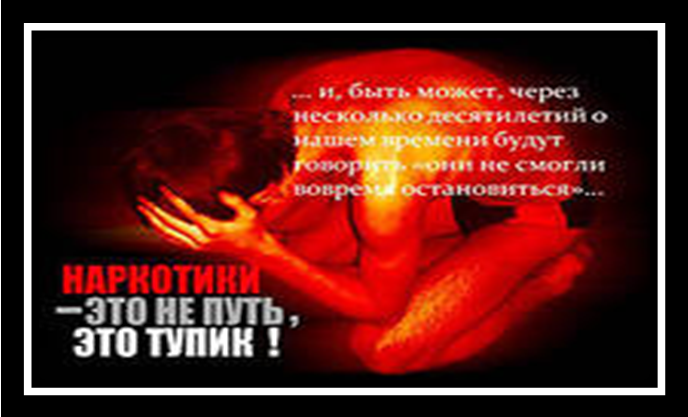 ... и, быть может, через
несколько десятилетий о
нашем времени будут
говорить «они не смогли
вовремя остановиться»...
НАРКОТИКИ
–ЭТО НЕ ПУТЬ,
ЭТО ТУПИК !